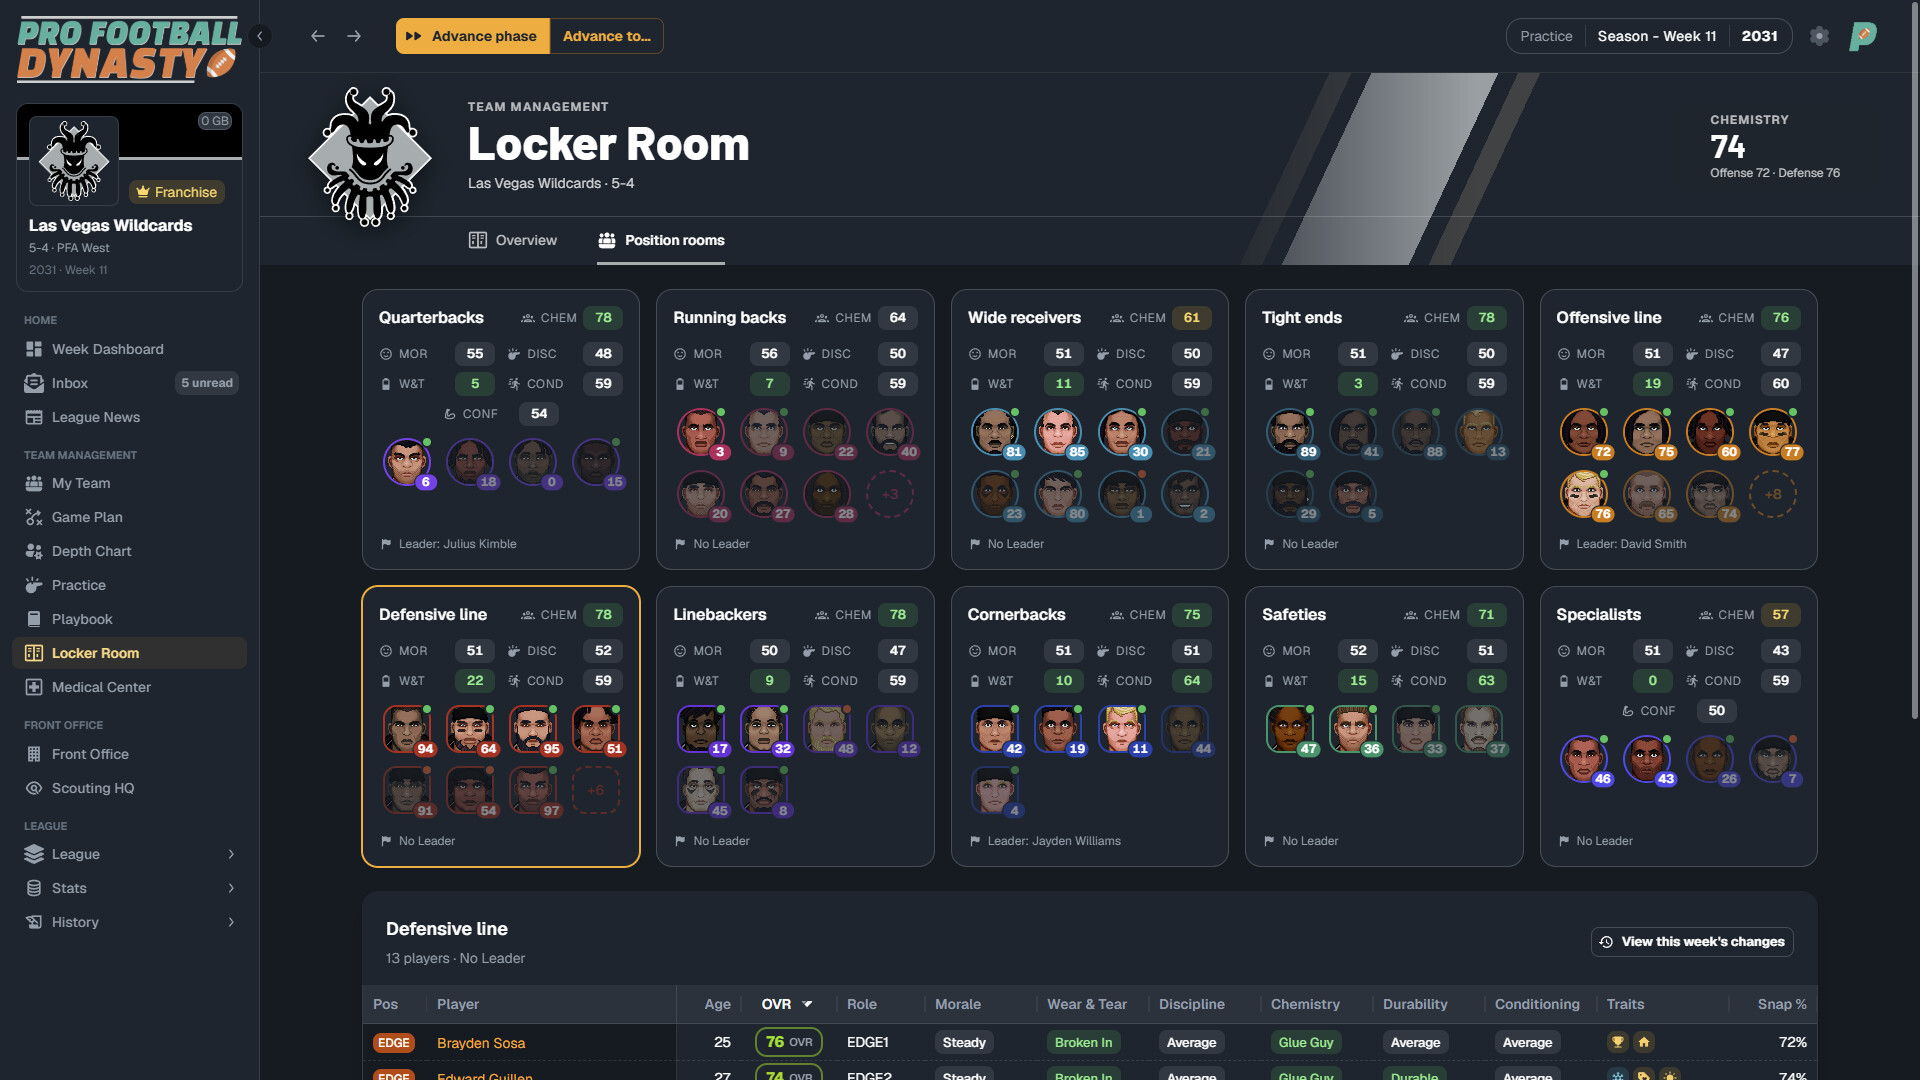 PRO FOOTBALL
DYNASTY
Advance phase
Advance to...
Practice
Season - Week 11
2031
0 GB
Franchise
Las Vegas Wildcards
5-4 · PFA West
2031 · Week 11
HOME
Week Dashboard
Inbox
5 unread
League News
TEAM MANAGEMENT
My Team
Game Plan
Depth Chart
Practice
Playbook
Locker Room
Medical Center
FRONT OFFICE
Front Office
Scouting HQ
LEAGUE
League
Stats
History
TEAM MANAGEMENT
Locker Room
Las Vegas Wildcards · 5-4
CHEMISTRY
74
Offense 72 · Defense 76
Overview
Position rooms
Quarterbacks CHEM 78
MOR 55 DISC 48
W&T 5 COND 59
CONF 54
6 18 0 15
Leader: Julius Kimble
Running backs CHEM 64
MOR 56 DISC 50
W&T 7 COND 59
3 9 22 40
20 27 28 +3
No Leader
Wide receivers CHEM 61
MOR 51 DISC 50
W&T 11 COND 59
81 85 30 21
23 80 1 2
No Leader
Tight ends CHEM 78
MOR 51 DISC 50
W&T 3 COND 59
89 41 88 13
29 5
No Leader
Offensive line CHEM 76
MOR 51 DISC 47
W&T 19 COND 60
72 75 60 77
76 65 74 +8
Leader: David Smith
Defensive line CHEM 78
MOR 51 DISC 52
W&T 22 COND 59
94 64 95 51
91 54 97 +6
No Leader
Linebackers CHEM 78
MOR 50 DISC 47
W&T 9 COND 59
17 32 48 12
45 8
No Leader
Cornerbacks CHEM 75
MOR 51 DISC 51
W&T 10 COND 64
42 19 11 44
4
Leader: Jayden Williams
Safeties CHEM 71
MOR 52 DISC 51
W&T 15 COND 63
47 36 33 37
No Leader
Specialists CHEM 57
MOR 51 DISC 43
W&T 0 COND 59
CONF 50
46 43 26 7
No Leader
Defensive line
13 players · No Leader
View this week's changes
Pos Player Age OVR Role Morale Wear & Tear Discipline Chemistry Durability Conditioning Traits Snap %
EDGE Brayden Sosa 25 76 OVR EDGE1 Steady Broken In Average Glue Guy Average Average 72%
EDGE Edward Guillen 27 74 OVR EDGE2 Steady Broken In Average Glue Guy Durable Average 74%